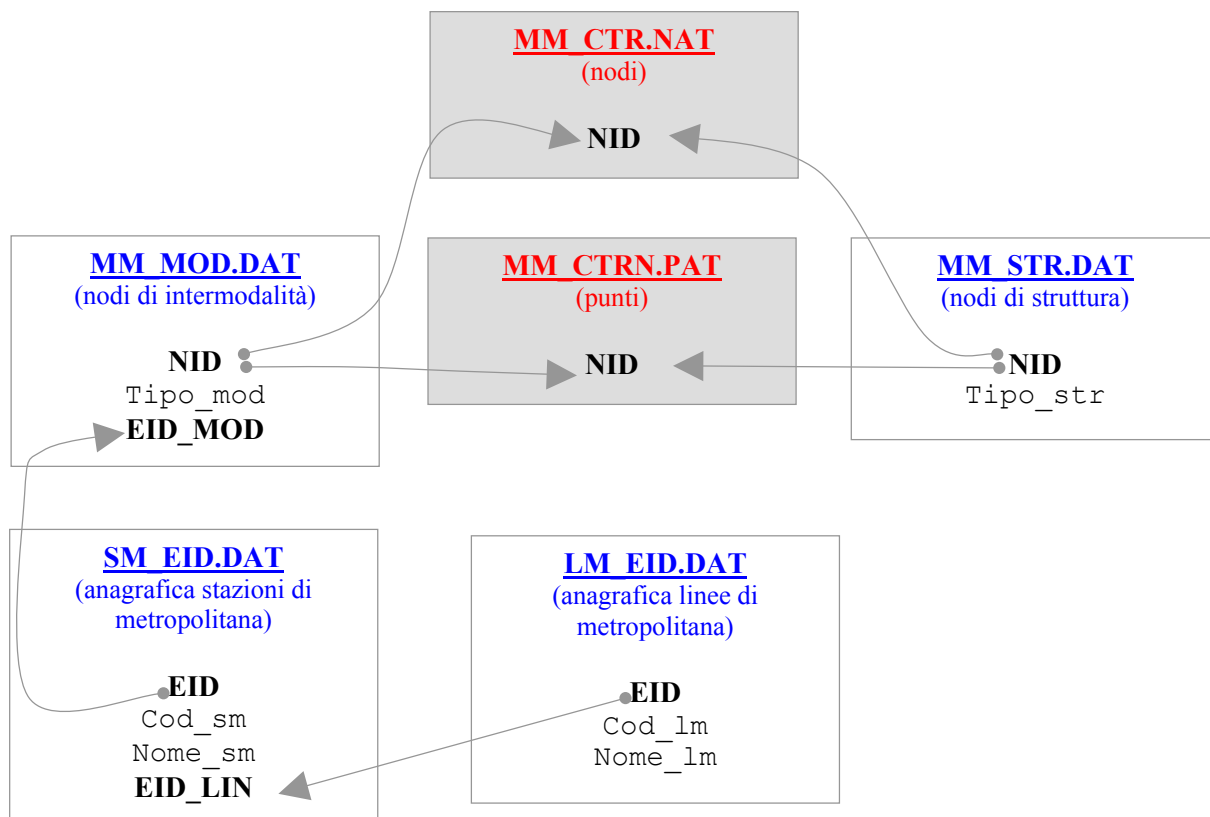 MM_CTR.NAT
(nodi)
NID
MM_MOD.DAT
(nodi di intermodalità)
NID
Tipo_mod
EID_MOD
MM_CTRN.PAT
(punti)
NID
MM_STR.DAT
(nodi di struttura)
NID
Tipo_str
SM_EID.DAT
(anagrafica stazioni di
metropolitana)
EID
Cod_sm
Nome_sm
EID_LIN
LM_EID.DAT
(anagrafica linee di
metropolitana)
EID
Cod_lm
Nome_lm